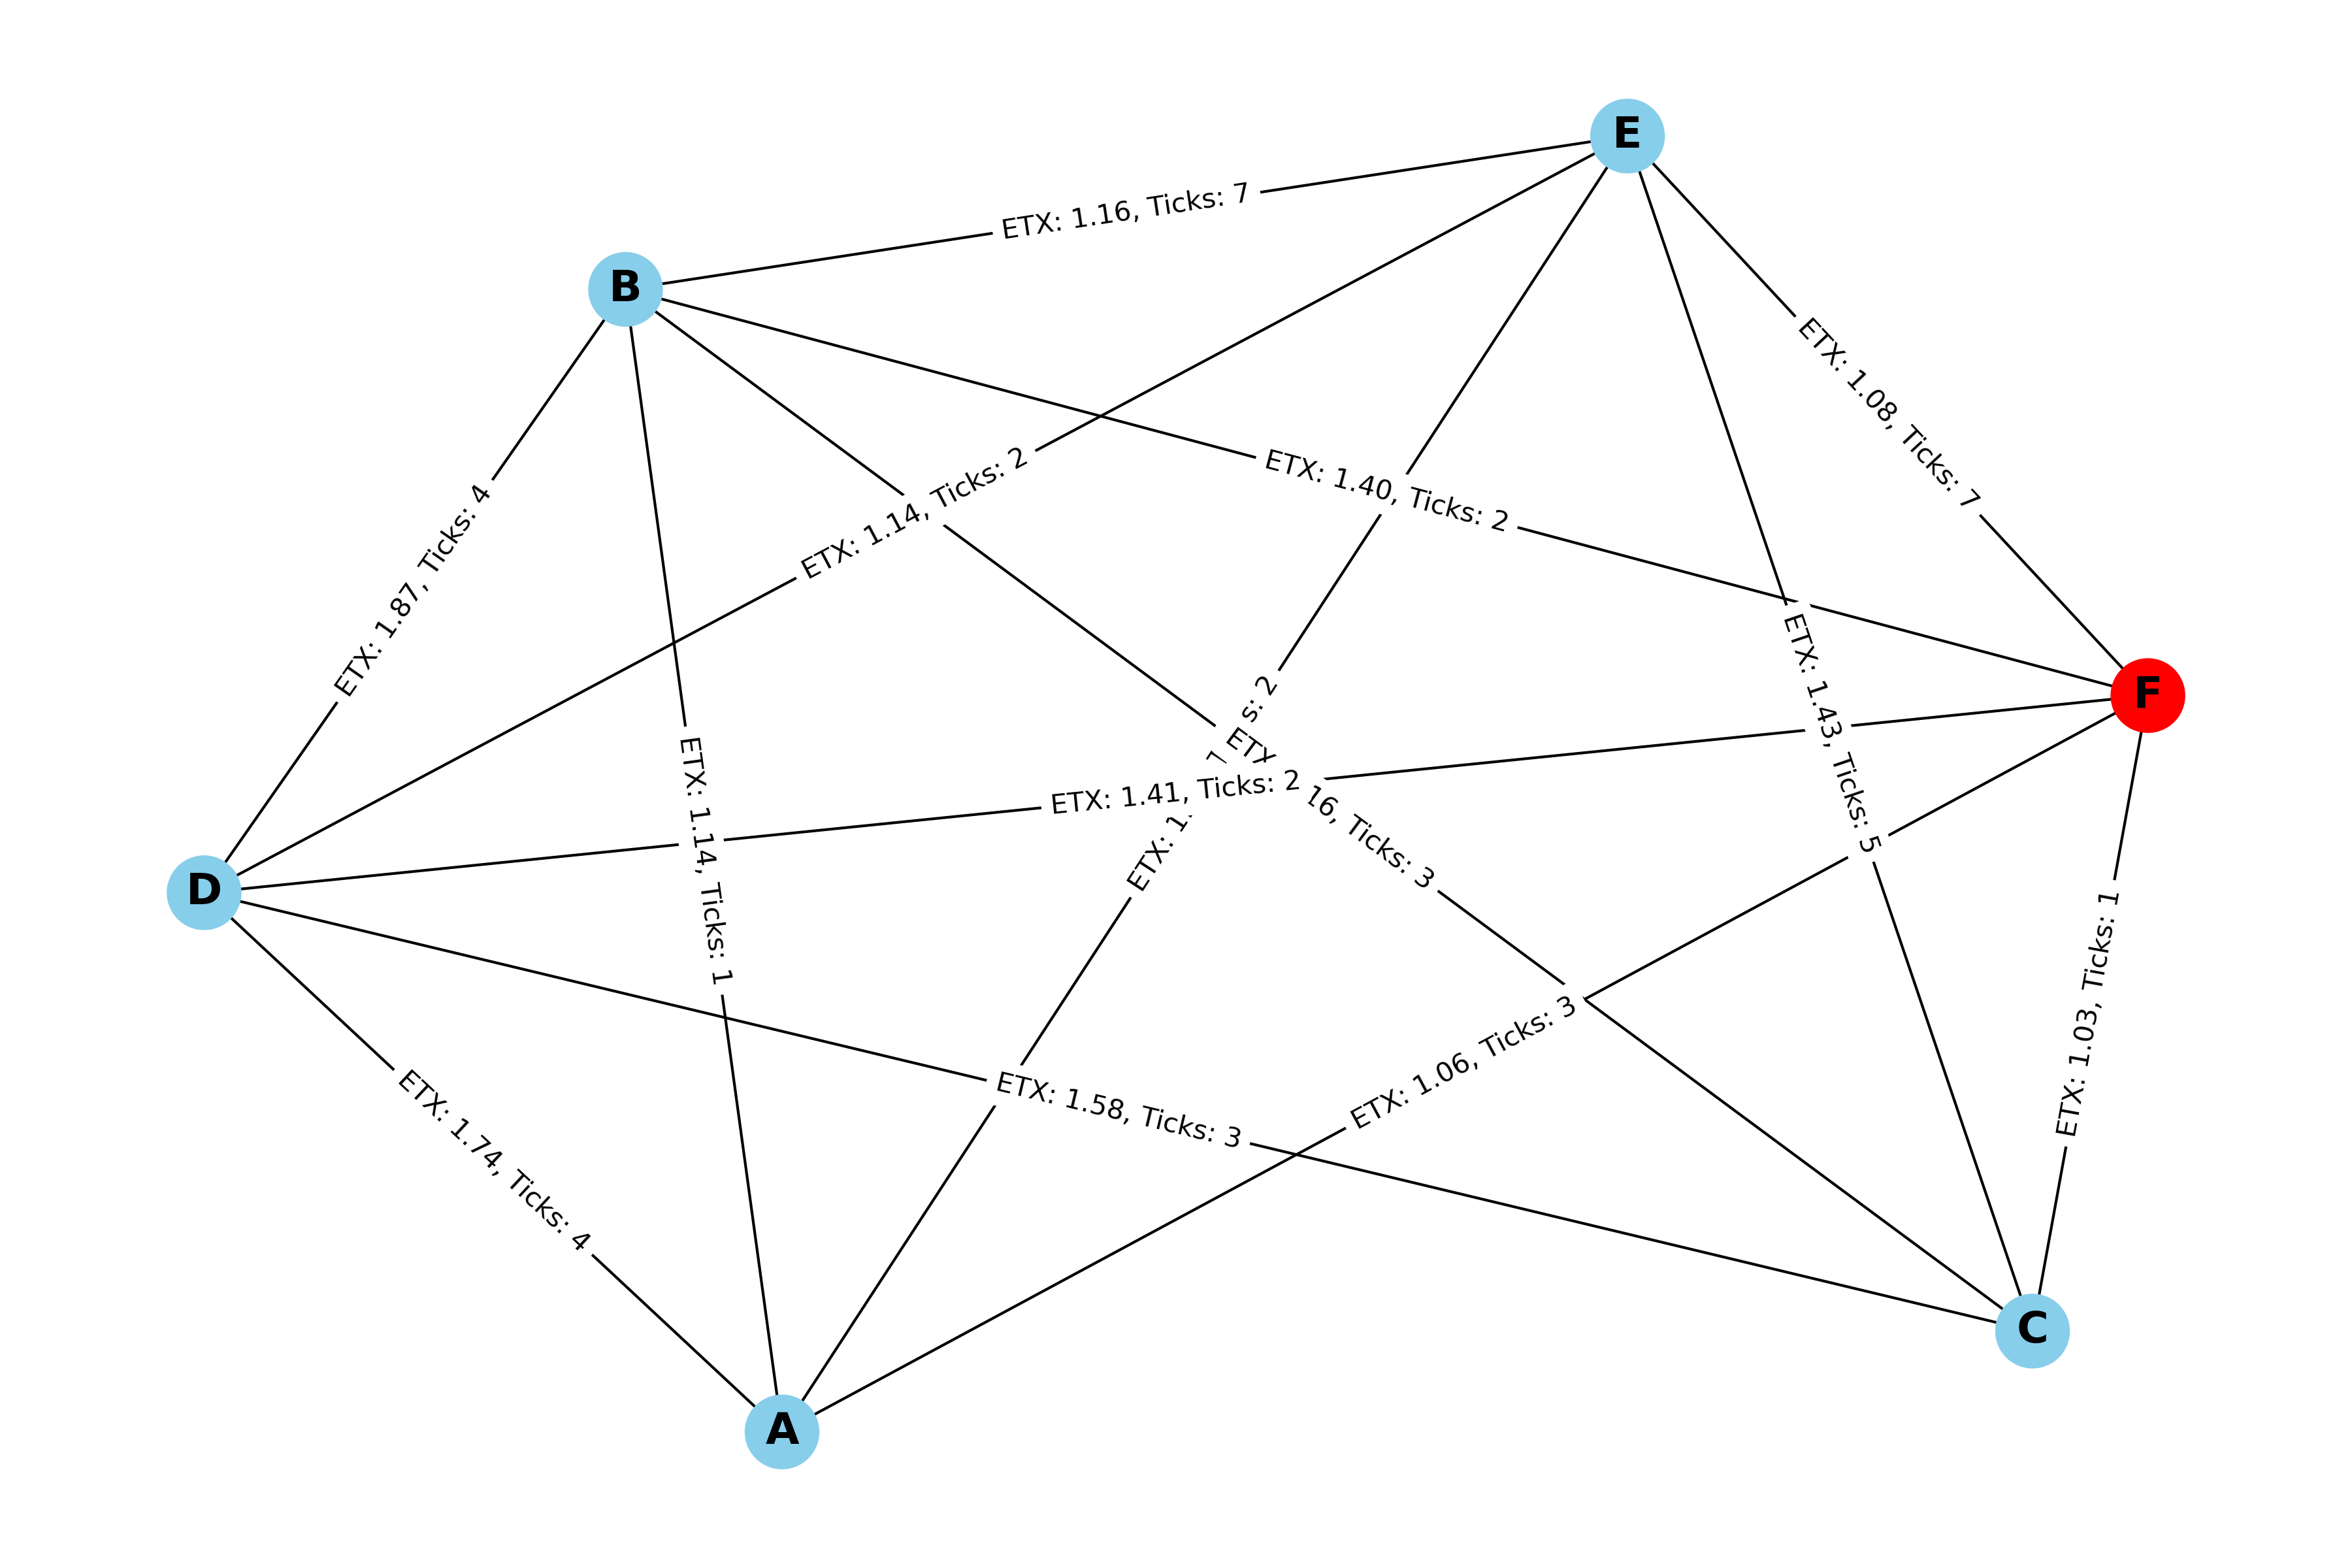 E
ETX: 1.16, Ticks: 7
B
ETX: 1.08, Ticks: 7
ETX: 1.40, Ticks: 2
ETX: 1.14, Ticks: 2
ETX: 1.87, Ticks: 4
F
ETX: 1.43, Ticks: 5
ETX: 1.41, Ticks: 2
ETX 16, Ticks: 3
ETX: 1 s: 2
ETX: 1.14, Ticks: 1
D
ETX: 1.03, Ticks: 1
ETX: 1.06, Ticks: 3
ETX: 1.58, Ticks: 3
ETX: 1.74, Ticks: 4
C
A